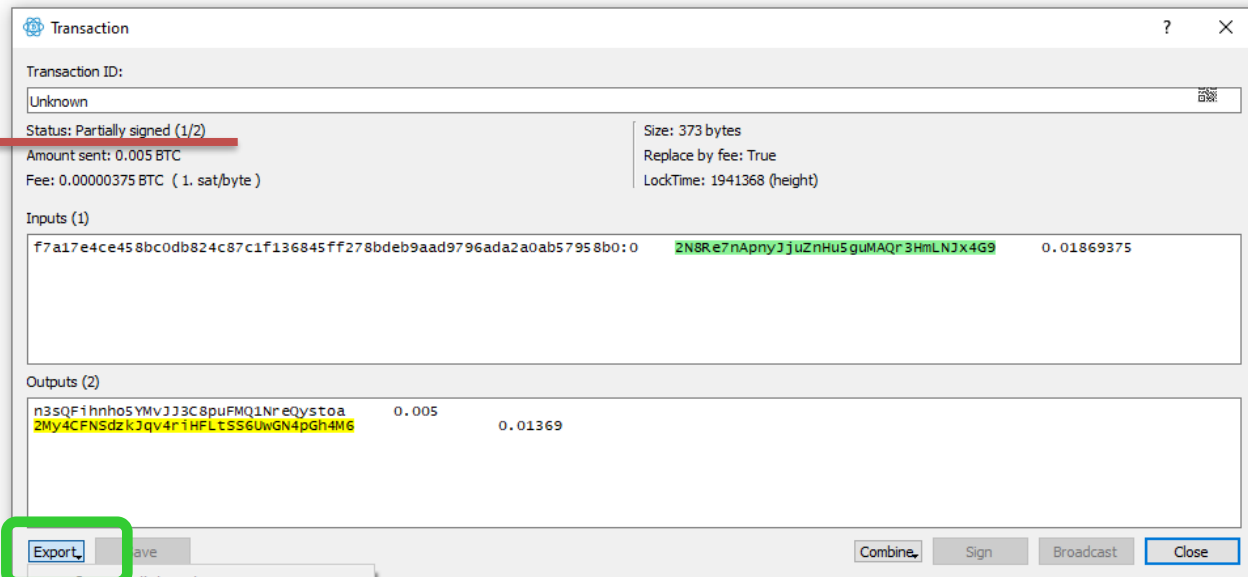 Transaction
? X
Transaction ID:
Unknown
Status: Partially signed (1/2)
Size: 373 bytes
Amount sent: 0.005 BTC
Replace by fee: True
Fee: 0.00000375 BTC ( 1. sat/byte )
LockTime: 1941368 (height)
Inputs (1)
f7a17e4ce458bc0db824c87c1f136845ff278bdeb9aad9796ada2a0ab57958b0:0 2N8Re7nApnyJjuZnHu5guMAQr3HmLNJx4G9 0.01869375
Outputs (2)
n3sQFihnho5YMvJJ3C8puFMQ1NreQystoa 0.005
2My4CFNSdzkJqv4riHFLtSS6UwGN4pGh4M6 0.01369
Export Combine Sign Broadcast Close